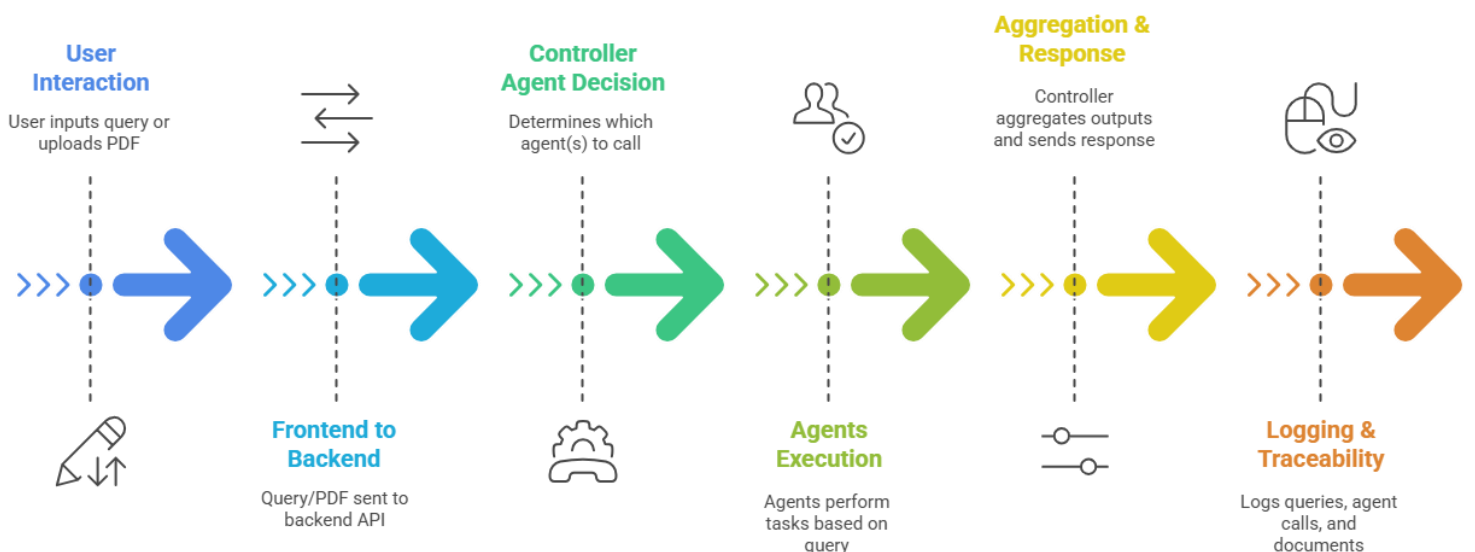 User
Interaction
User inputs query or
uploads PDF
Frontend to
Backend
Query/PDF sent to
backend API
Controller
Agent Decision
Determines which
agent(s) to call
Agents
Execution
Agents perform
tasks based on
query
Aggregation &
Response
Controller
aggregates outputs
and sends response
Logging &
Traceability
Logs queries, agent
calls, and
documents